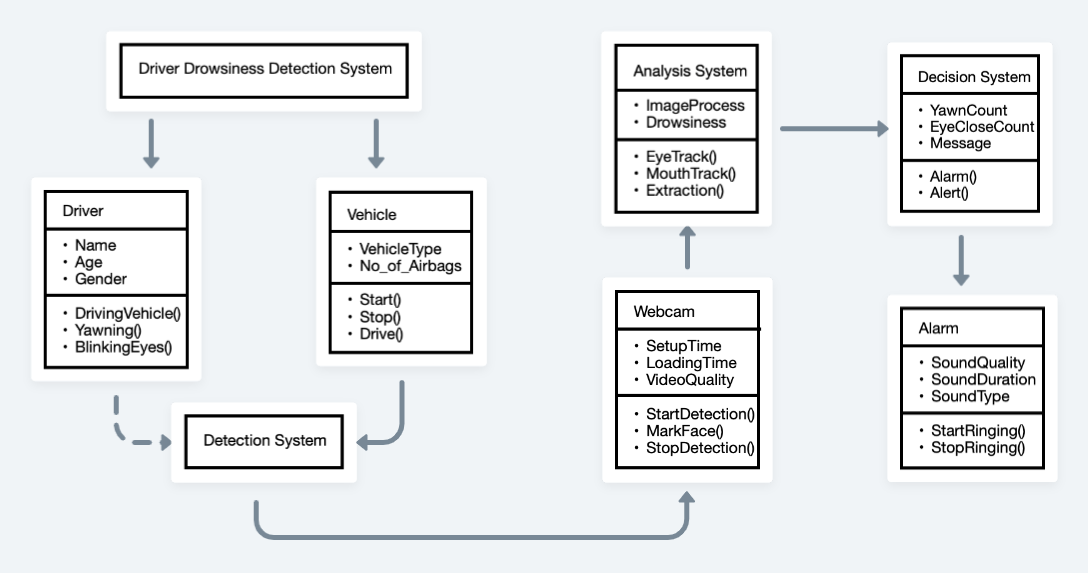 Driver Drowsiness Detection System
Driver
• Name
• Age
• Gender
• DrivingVehicle()
• Yawning()
• BlinkingEyes()
Vehicle
• VehicleType
• No_of_Airbags
• Start()
• Stop()
• Drive()
Detection System
Analysis System
• ImageProcess
• Drowsiness
• EyeTrack()
• MouthTrack()
• Extraction()
Webcam
• SetupTime
• LoadingTime
• VideoQuality
• StartDetection()
• MarkFace()
• StopDetection()
Decision System
• YawnCount
• EyeCloseCount
• Message
• Alarm()
• Alert()
Alarm
• SoundQuality
• SoundDuration
• SoundType
• StartRinging()
• StopRinging()